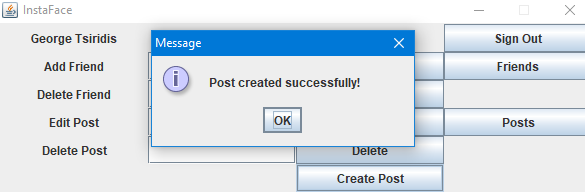 InstaFace
George Tsiridis
Sign Out
Message
Add Friend
Friends
Post created successfully!
Delete Friend
OK
Edit Post
Posts
Delete Post
Delete
Create Post